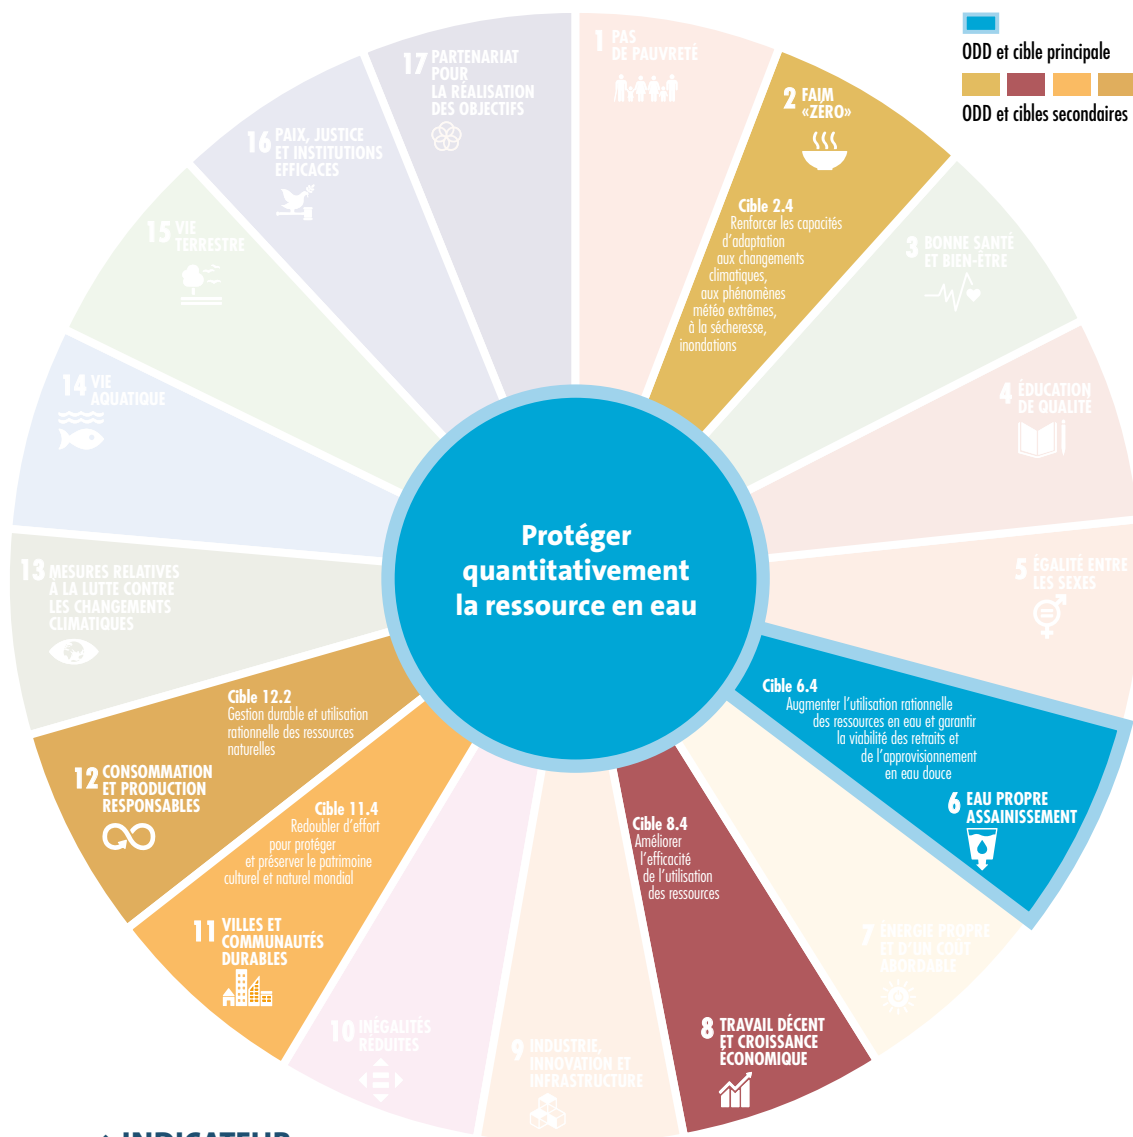 1 PAS
DE PAUVRETÉ
2 FAIM
«ZÉRO»
Cible 2.4
Renforcer les capacités
d’adaptation
aux changements
climatiques,
aux phénomènes
météo extrêmes,
à la sécheresse,
inondations
3 BONNE SANTÉ
ET BIEN-ÊTRE
4 ÉDUCATION
DE QUALITÉ
5 ÉGALITÉ ENTRE
LES SEXES
Cible 6.4
Augmenter l’utilisation rationnelle
des ressources en eau et garantir
la viabilité des retraits et
de l’approvisionnement
en eau douce
6 EAU PROPRE
ASSAINISSEMENT
7 ÉNERGIE PROPRE
ET D’UN COÛT
ABORDABLE
Cible 8.4
Améliorer
l’efficacité
de l’utilisation
des ressources
8 TRAVAIL DÉCENT
ET CROISSANCE
ÉCONOMIQUE
9 INDUSTRIE,
INNOVATION ET
INFRASTRUCTURE
10 INÉGALITÉS
RÉDUITES
Cible 11.4
Redoubler d’effort
pour protéger
et préserver le patrimoine
culturel et naturel mondial
11 VILLES ET
COMMUNAUTÉS
DURABLES
Cible 12.2
Gestion durable et utilisation
rationnelle des ressources
naturelles
12 CONSOMMATION
ET PRODUCTION
RESPONSABLES
13 MESURES RELATIVES
À LA LUTTE CONTRE
LES CHANGEMENTS
CLIMATIQUES
14 VIE
AQUATIQUE
15 VIE
TERRESTRE
16 PAIX, JUSTICE
ET INSTITUTIONS
EFFICACES
17 PARTENARIAT
POUR
LA RÉALISATION
DES OBJECTIFS
Protéger
quantitativement
la ressource en eau
ODD et cible principale
ODD et cibles secondaires
INDICATEUR